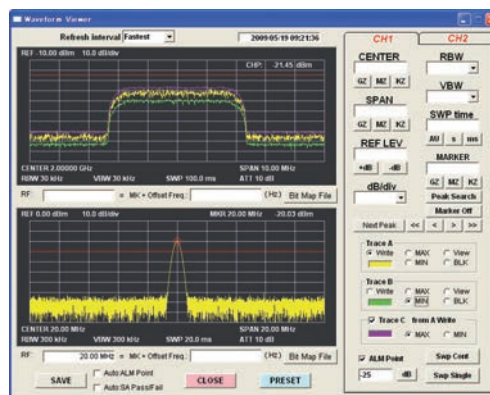 Waveform Viewer
Refresh interval Fastest 2009/05/19 09:21:36
REF -10.00 dBm 10.0 dB/div
CHP: -21.45 dBm
CENTER 2.00000 GHz SPAN 10.00 MHz
RBW 30 kHz VBW 30 kHz SWP 100.0 ms ATT 10 dB
RF: = MK + Offset Freq.: (Hz) Bit Map File
REF 0.00 dBm 10.0 dB/div MKR 20.00 MHz -20.03 dBm
CENTER 20.00 MHz SPAN 20.00 MHz
RBW 300 kHz VBW 300 kHz SWP 20.0 ms ATT 10 dB
RF: 20.00 MHz = MK + Offset Freq.: (Hz) Bit Map File
SAVE
Auto:ALM Point
Auto:SA Pass/Fail
CLOSE
PRESET
CH1 CH2
CENTER
GZ MZ KZ
SPAN
GZ MZ KZ
REF LEV
+dB -dB
dB/div
RBW
VBW
SWP time
AU s ms
MARKER
GZ MZ KZ
Peak Search
Marker Off
Next Peak << < > >>
Trace A
Write MAX View
MIN BLK
Trace B
Write MAX View
MIN BLK
Trace C from A Write
MAX MIN
ALM Point
-25 dB
Swp Cont
Swp Single